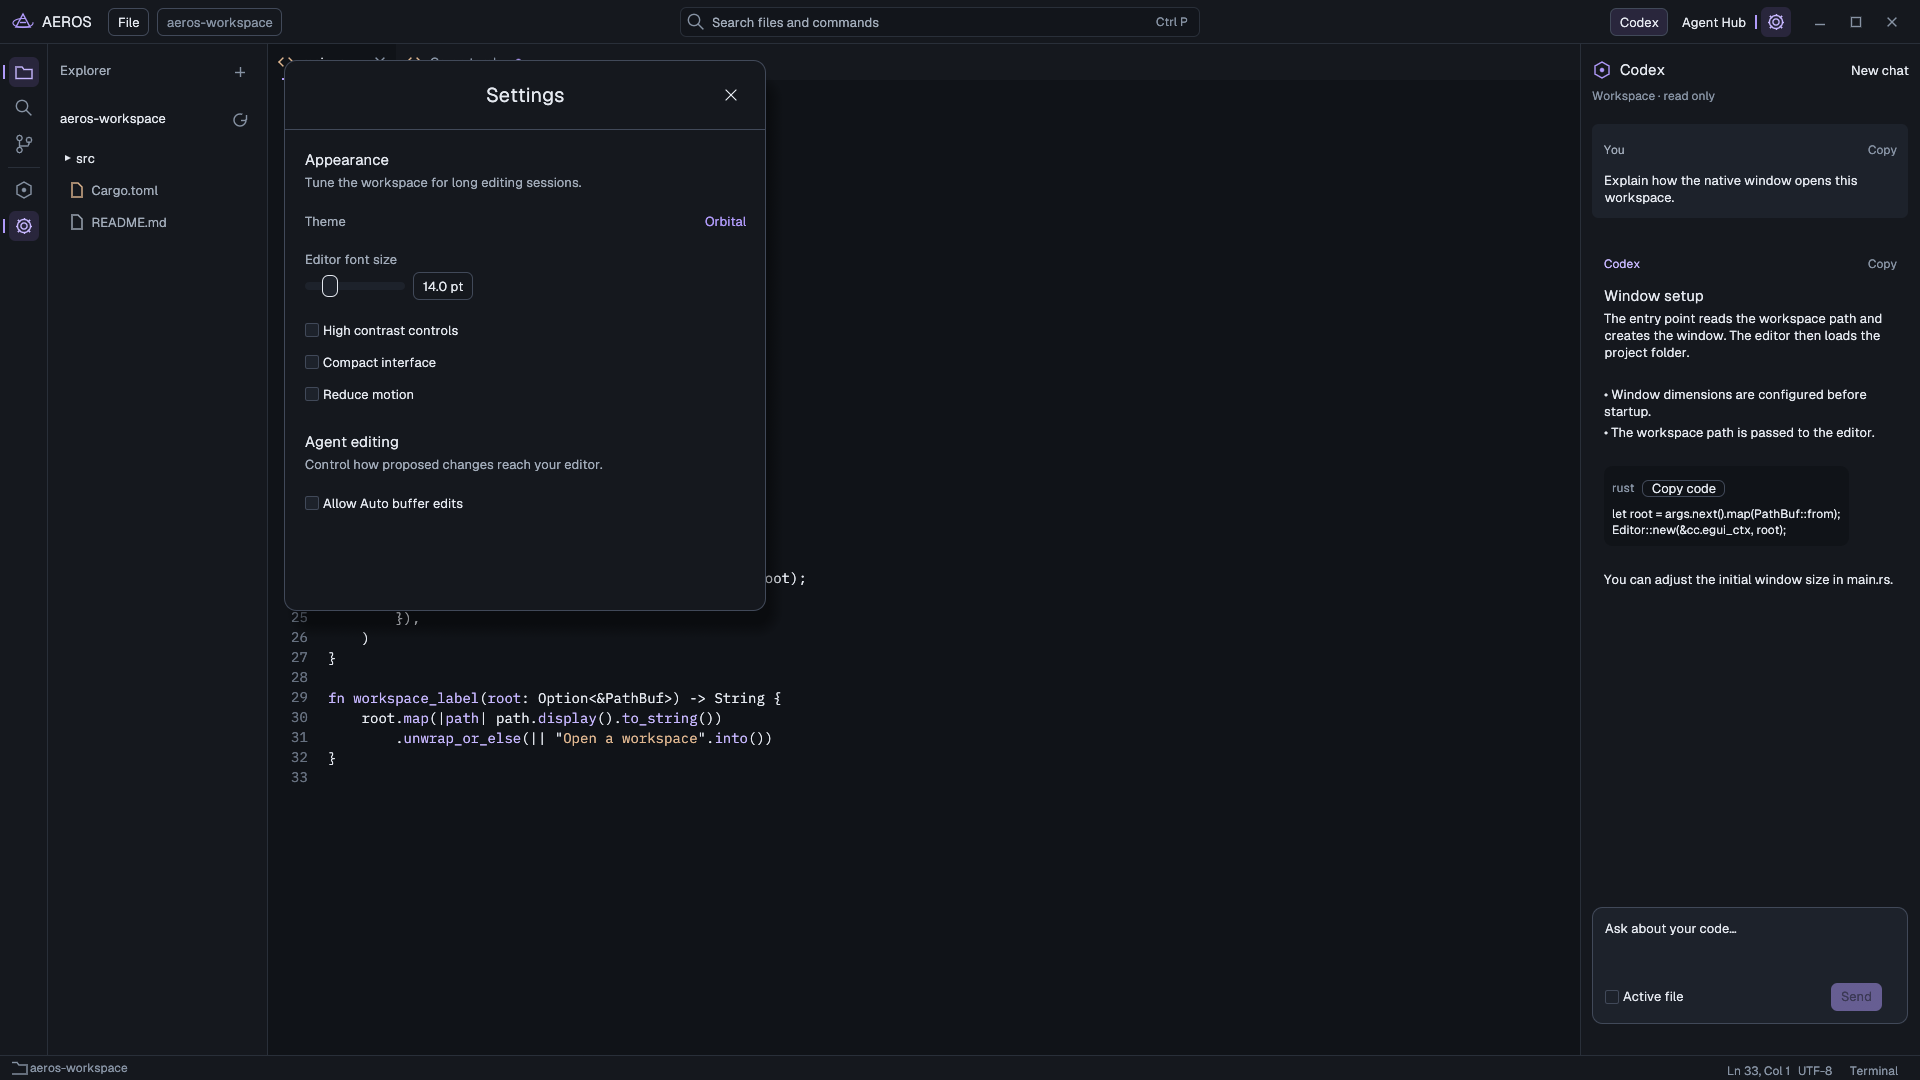 AEROS
File
aeros-workspace
Search files and commands
Ctrl P
Codex
Agent Hub
Explorer
aeros-workspace
src
Cargo.toml
README.md
Settings
Appearance
Tune the workspace for long editing sessions.
Theme
Orbital
Editor font size
14.0 pt
High contrast controls
Compact interface
Reduce motion
Agent editing
Control how proposed changes reach your editor.
Allow Auto buffer edits
oot);
25 }),
26 )
27 }
28
29 fn workspace_label(root: Option<&PathBuf>) -> String {
30 root.map(|path| path.display().to_string())
31 .unwrap_or_else(|| "Open a workspace".into())
32 }
33
Codex
New chat
Workspace · read only
You
Copy
Explain how the native window opens this
workspace.
Codex
Copy
Window setup
The entry point reads the workspace path and
creates the window. The editor then loads the
project folder.
• Window dimensions are configured before
startup.
• The workspace path is passed to the editor.
rust
Copy code
let root = args.next().map(PathBuf::from);
Editor::new(&cc.egui_ctx, root);
You can adjust the initial window size in main.rs.
Ask about your code…
Active file
Send
aeros-workspace
Ln 33, Col 1
UTF-8
Terminal